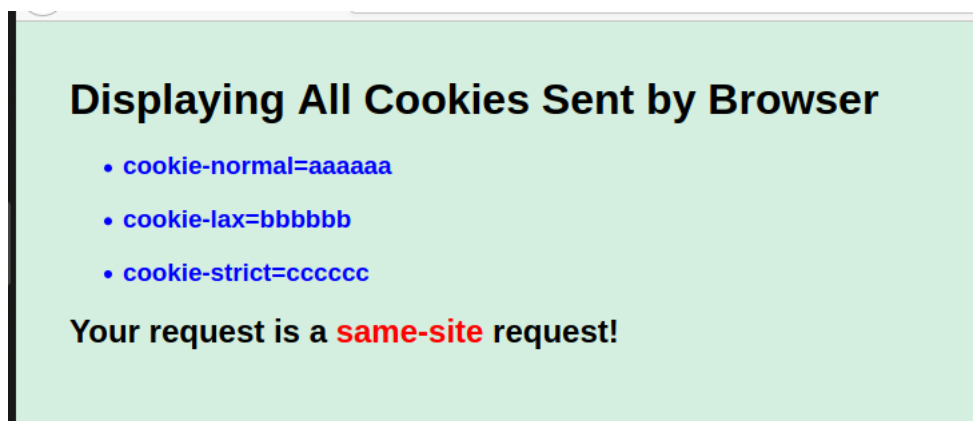 Displaying All Cookies Sent by Browser
• cookie-normal=aaaaaa
• cookie-lax=bbbbbb
• cookie-strict=cccccc
Your request is a same-site request!